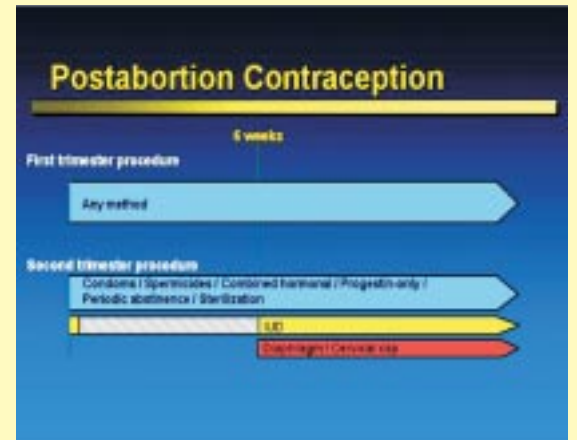 Postabortion Contraception
6 weeks
First trimester procedure
Any method
Second trimester procedure
Condoms / Spermicides / Combined hormonal / Progestin-only /
Periodic abstinence / Sterilization
IUD
Diaphragm / Cervical cap